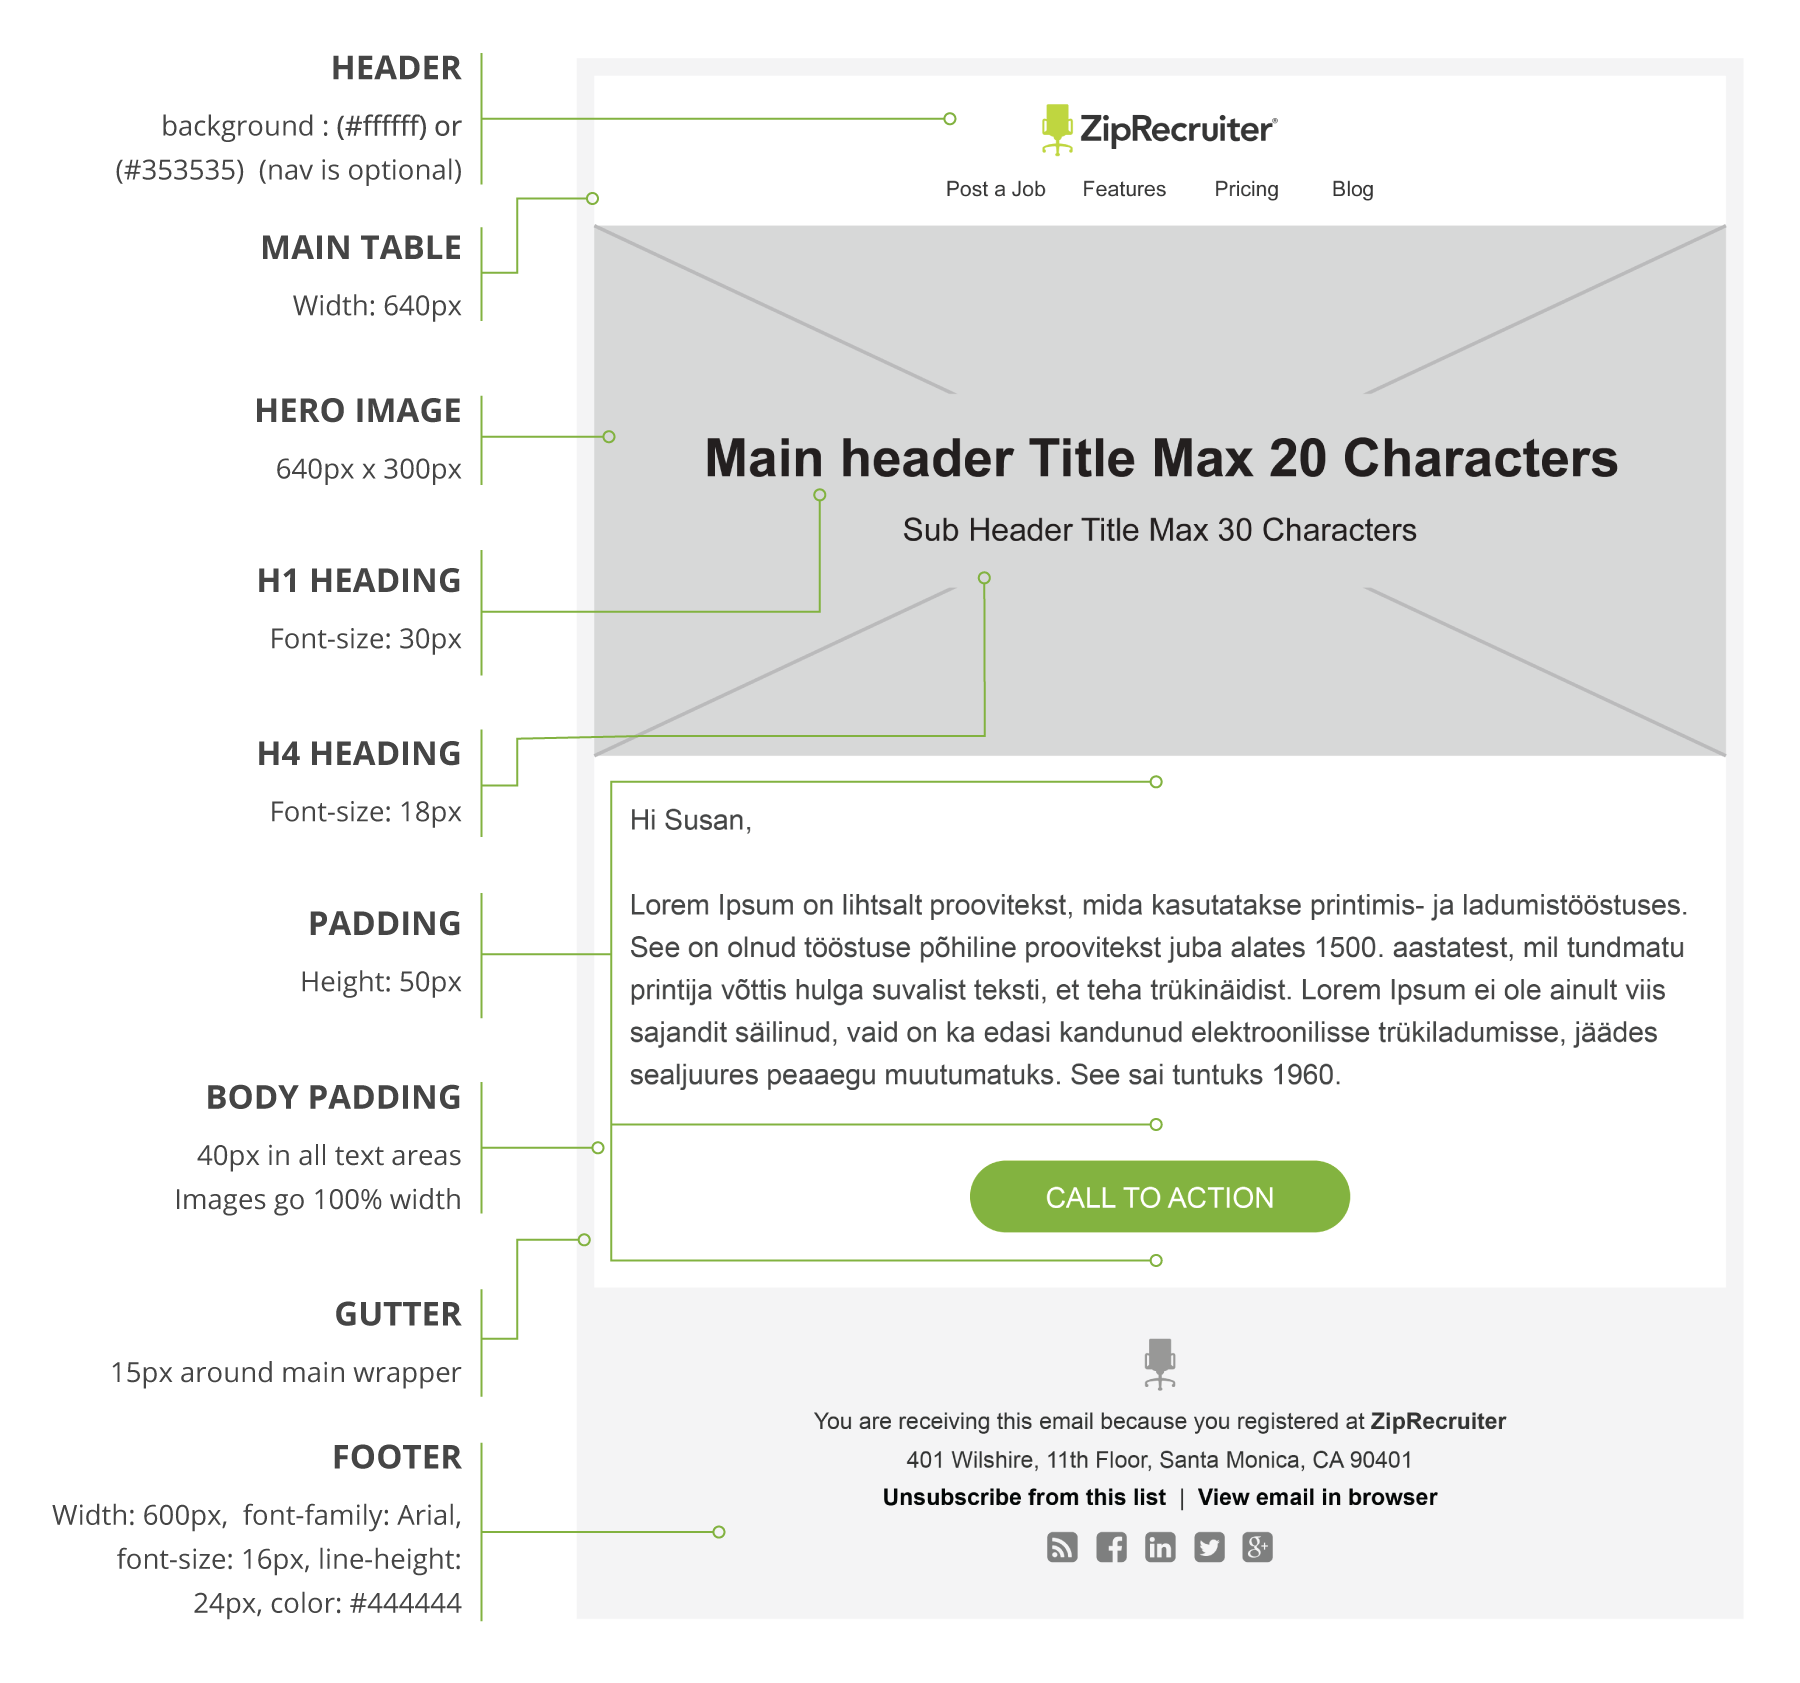 HEADER
background : (#ffffff) or
(#353535)  (nav is optional)
MAIN TABLE
Width: 640px
HERO IMAGE
640px x 300px
H1 HEADING
Font-size: 30px
H4 HEADING
Font-size: 18px
PADDING
Height: 50px
BODY PADDING
40px in all text areas
Images go 100% width
GUTTER
15px around main wrapper
FOOTER
Width: 600px,  font-family: Arial,
font-size: 16px, line-height:
24px, color: #444444
ZipRecruiter®
Post a Job Features Pricing Blog
Main header Title Max 20 Characters
Sub Header Title Max 30 Characters
Hi Susan,
Lorem Ipsum on lihtsalt proovitekst, mida kasutatakse printimis- ja ladumistööstuses.
See on olnud tööstuse põhiline proovitekst juba alates 1500. aastatest, mil tundmatu
printija võttis hulga suvalist teksti, et teha trükinäidist. Lorem Ipsum ei ole ainult viis
sajandit säilinud, vaid on ka edasi kandunud elektroonilisse trükiladumisse, jäädes
sealjuures peaaegu muutumatuks. See sai tuntuks 1960.
CALL TO ACTION
You are receiving this email because you registered at ZipRecruiter
401 Wilshire, 11th Floor, Santa Monica, CA 90401
Unsubscribe from this list | View email in browser
f in g+